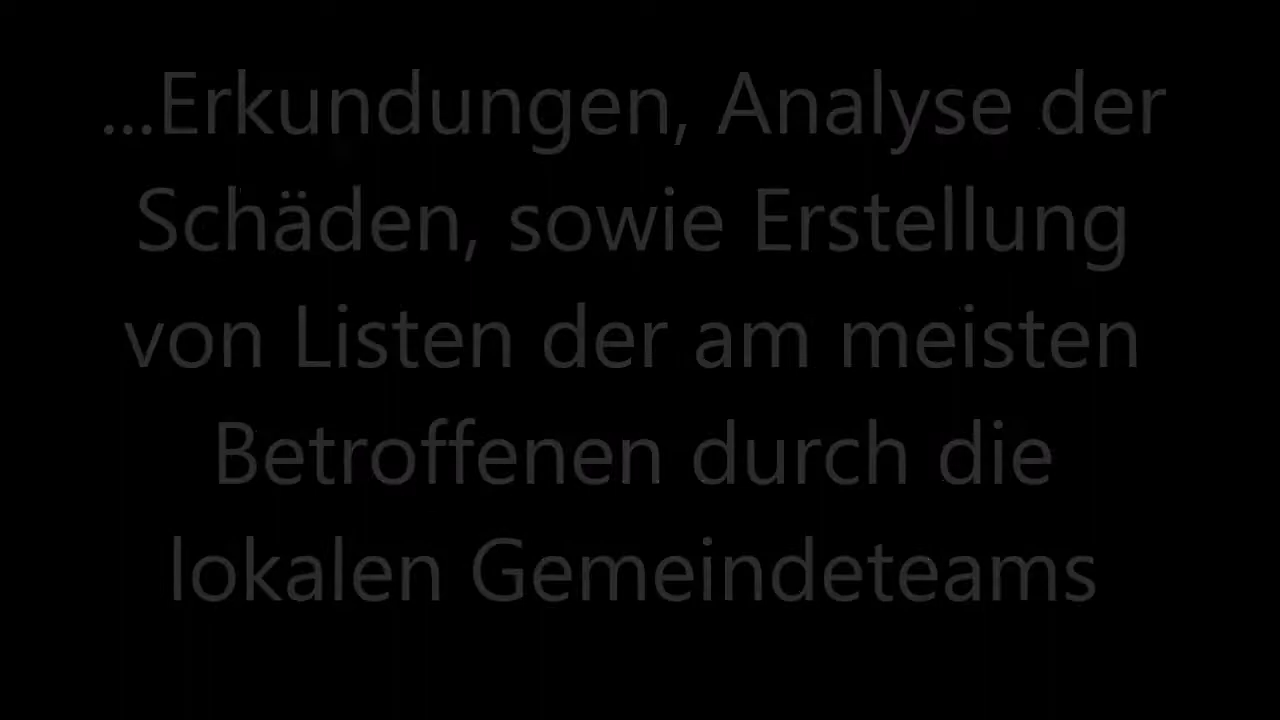 ...Erkundungen, Analyse der
Schäden, sowie Erstellung
von Listen der am meisten
Betroffenen durch die
lokalen Gemeindeteams